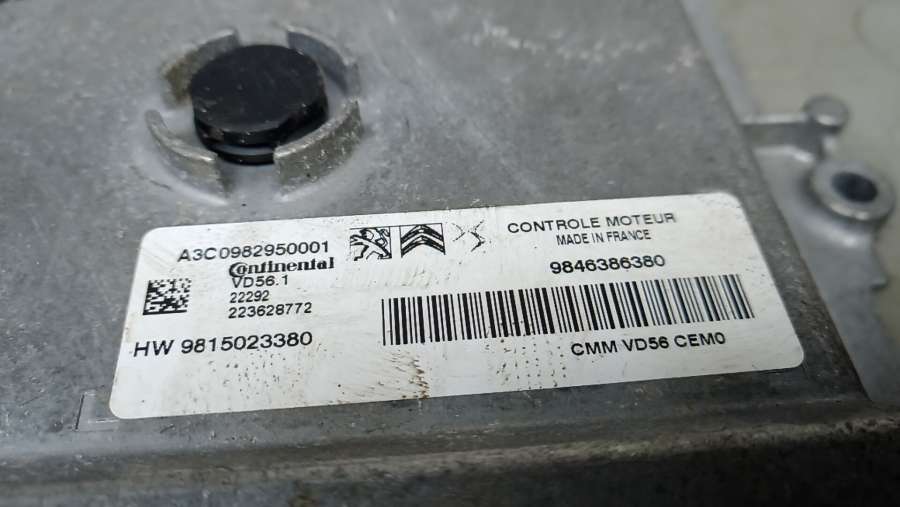 A3C0982950001
Continental
VD56.1
22292
223628772
HW 9815023380
CONTROLE MOTEUR
MADE IN FRANCE
9846386380
CMM VD56 CEM0